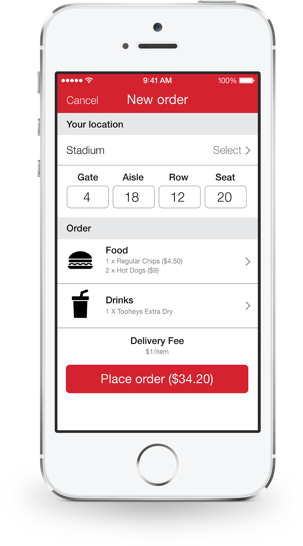 9:41 AM
100%
Cancel
New order
Your location
Stadium
Select
Gate Aisle Row Seat
4 18 12 20
Order
Food
1 x Regular Chips ($4.50)
2 x Hot Dogs ($9)
Drinks
1 X Tooheys Extra Dry
Delivery Fee
$1/item
Place order ($34.20)